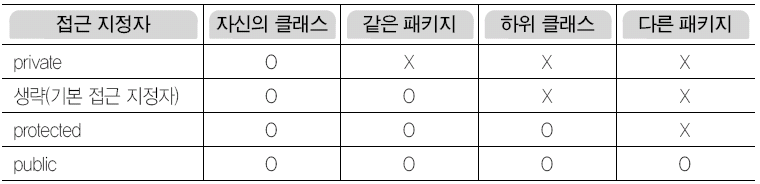 접근 지정자 자신의 클래스 같은 패키지 하위 클래스 다른 패키지
private O X X X
생략(기본 접근 지정자) O O X X
protected O O O X
public O O O O